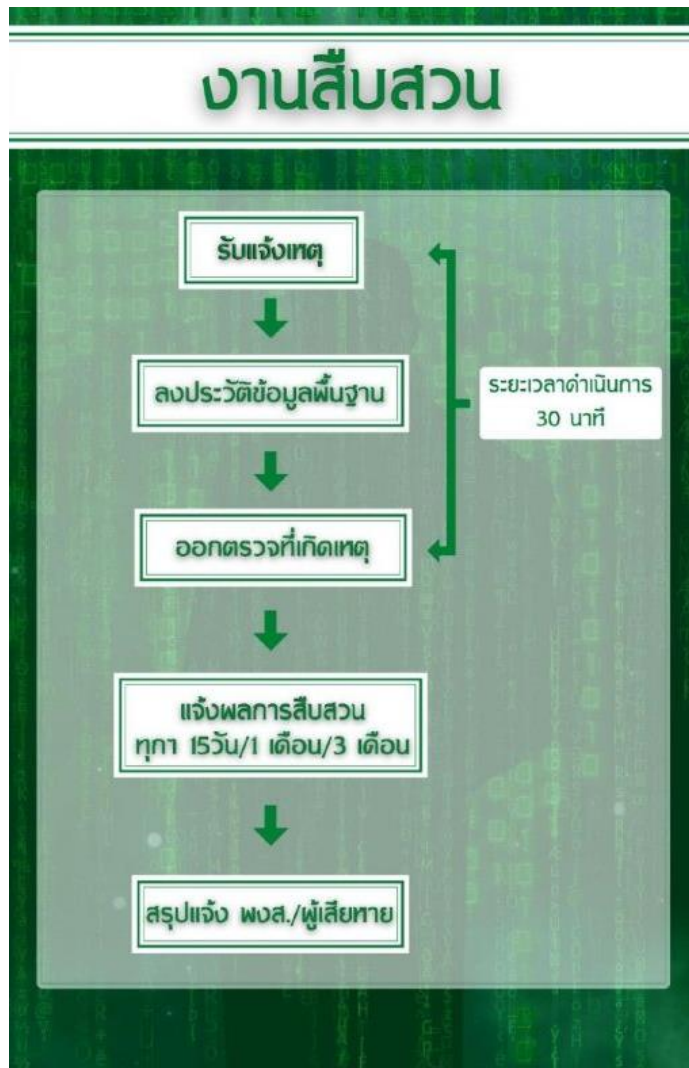 งานสืบสวน
รับแจ้งเหตุ
ลงประวัติข้อมูลพื้นฐาน
ระยะเวลาดำเนินการ
30 นาที
ออกตรวจที่เกิดเหตุ
แจ้งผลการสืบสวน
ทุกๅ 15วัน/1 เดือน/3 เดือน
สรุปแจ้ง พงส./ผู้เสียหาย